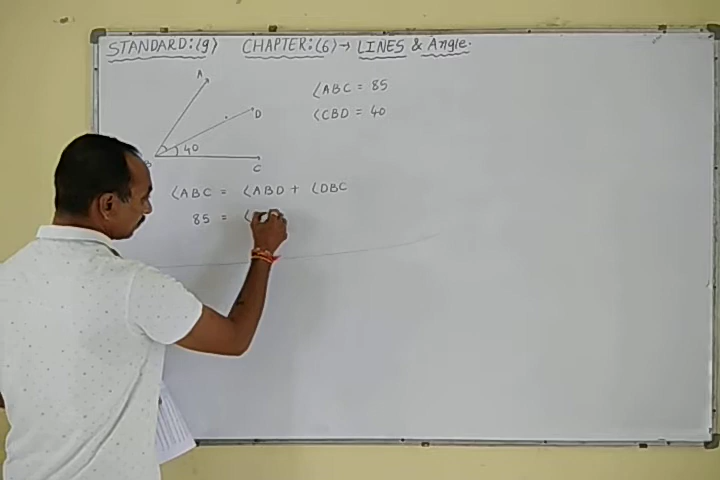 STANDARD:(9) CHAPTER:(6)→ LINES & Angle.
A
D
40
B
C
∠ABC = 85
∠CBD = 40
∠ABC = ∠ABD + ∠DBC
85 = ∠